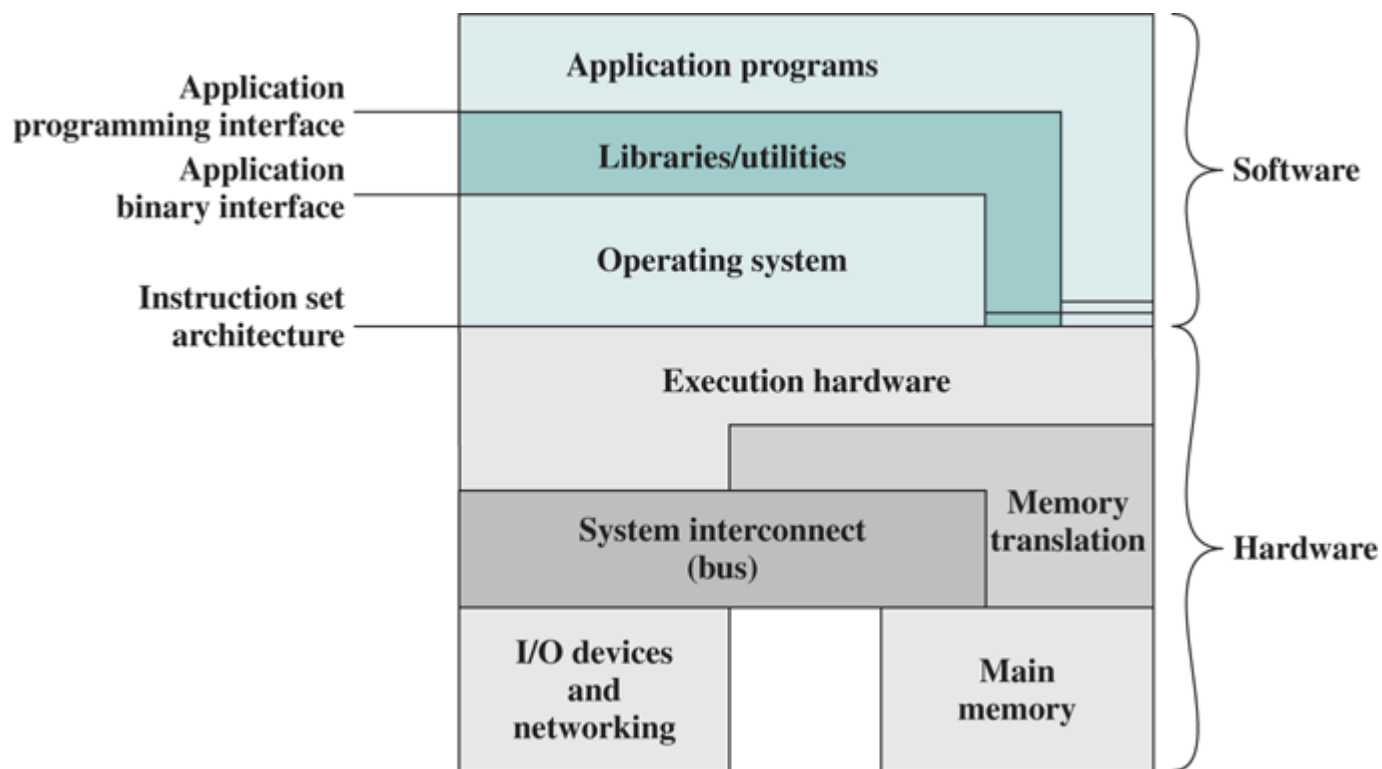 Application programs
Application
programming interface
Libraries/utilities
Application
binary interface
Software
Operating system
Instruction set
architecture
Execution hardware
Memory
translation
System interconnect
(bus)
Hardware
I/O devices
and
networking
Main
memory